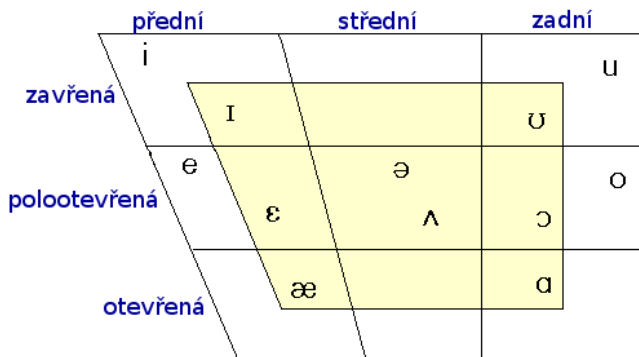 přední střední zadní
i u
zavřená
ɪ ʊ
e ə o
polootevřená
ɛ ʌ ɔ
æ ɑ
otevřená